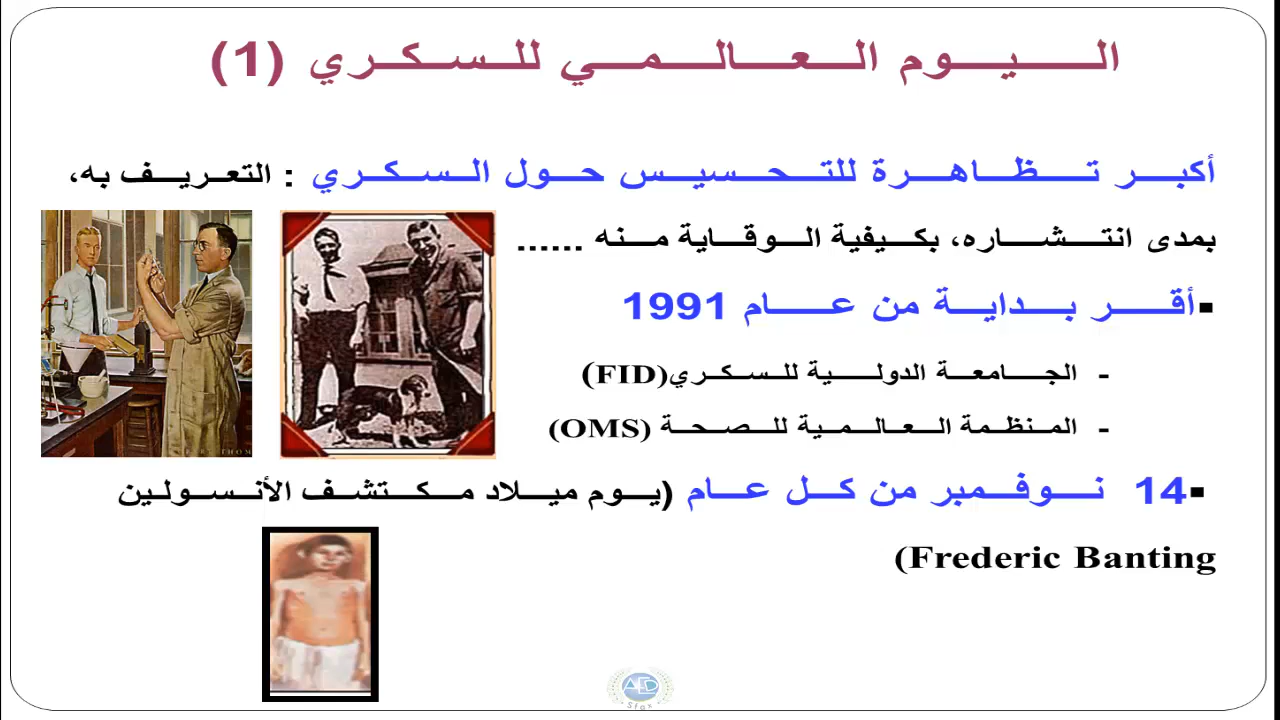 اليوم العالمي للسكري (1)
أكبر تظاهرة للتحسيس حول السكري : التعريف به،
بمدى انتشاره، بكيفية الوقاية منه ......
▪أقر بداية من عام 1991
- الجامعة الدولية للسكري(FID)
- المنظمة العالمية للصحة (OMS)
▪14 نوفمبر من كل عام (يوم ميلاد مكتشف الأنسولين
Frederic Banting)
AED
Sfax